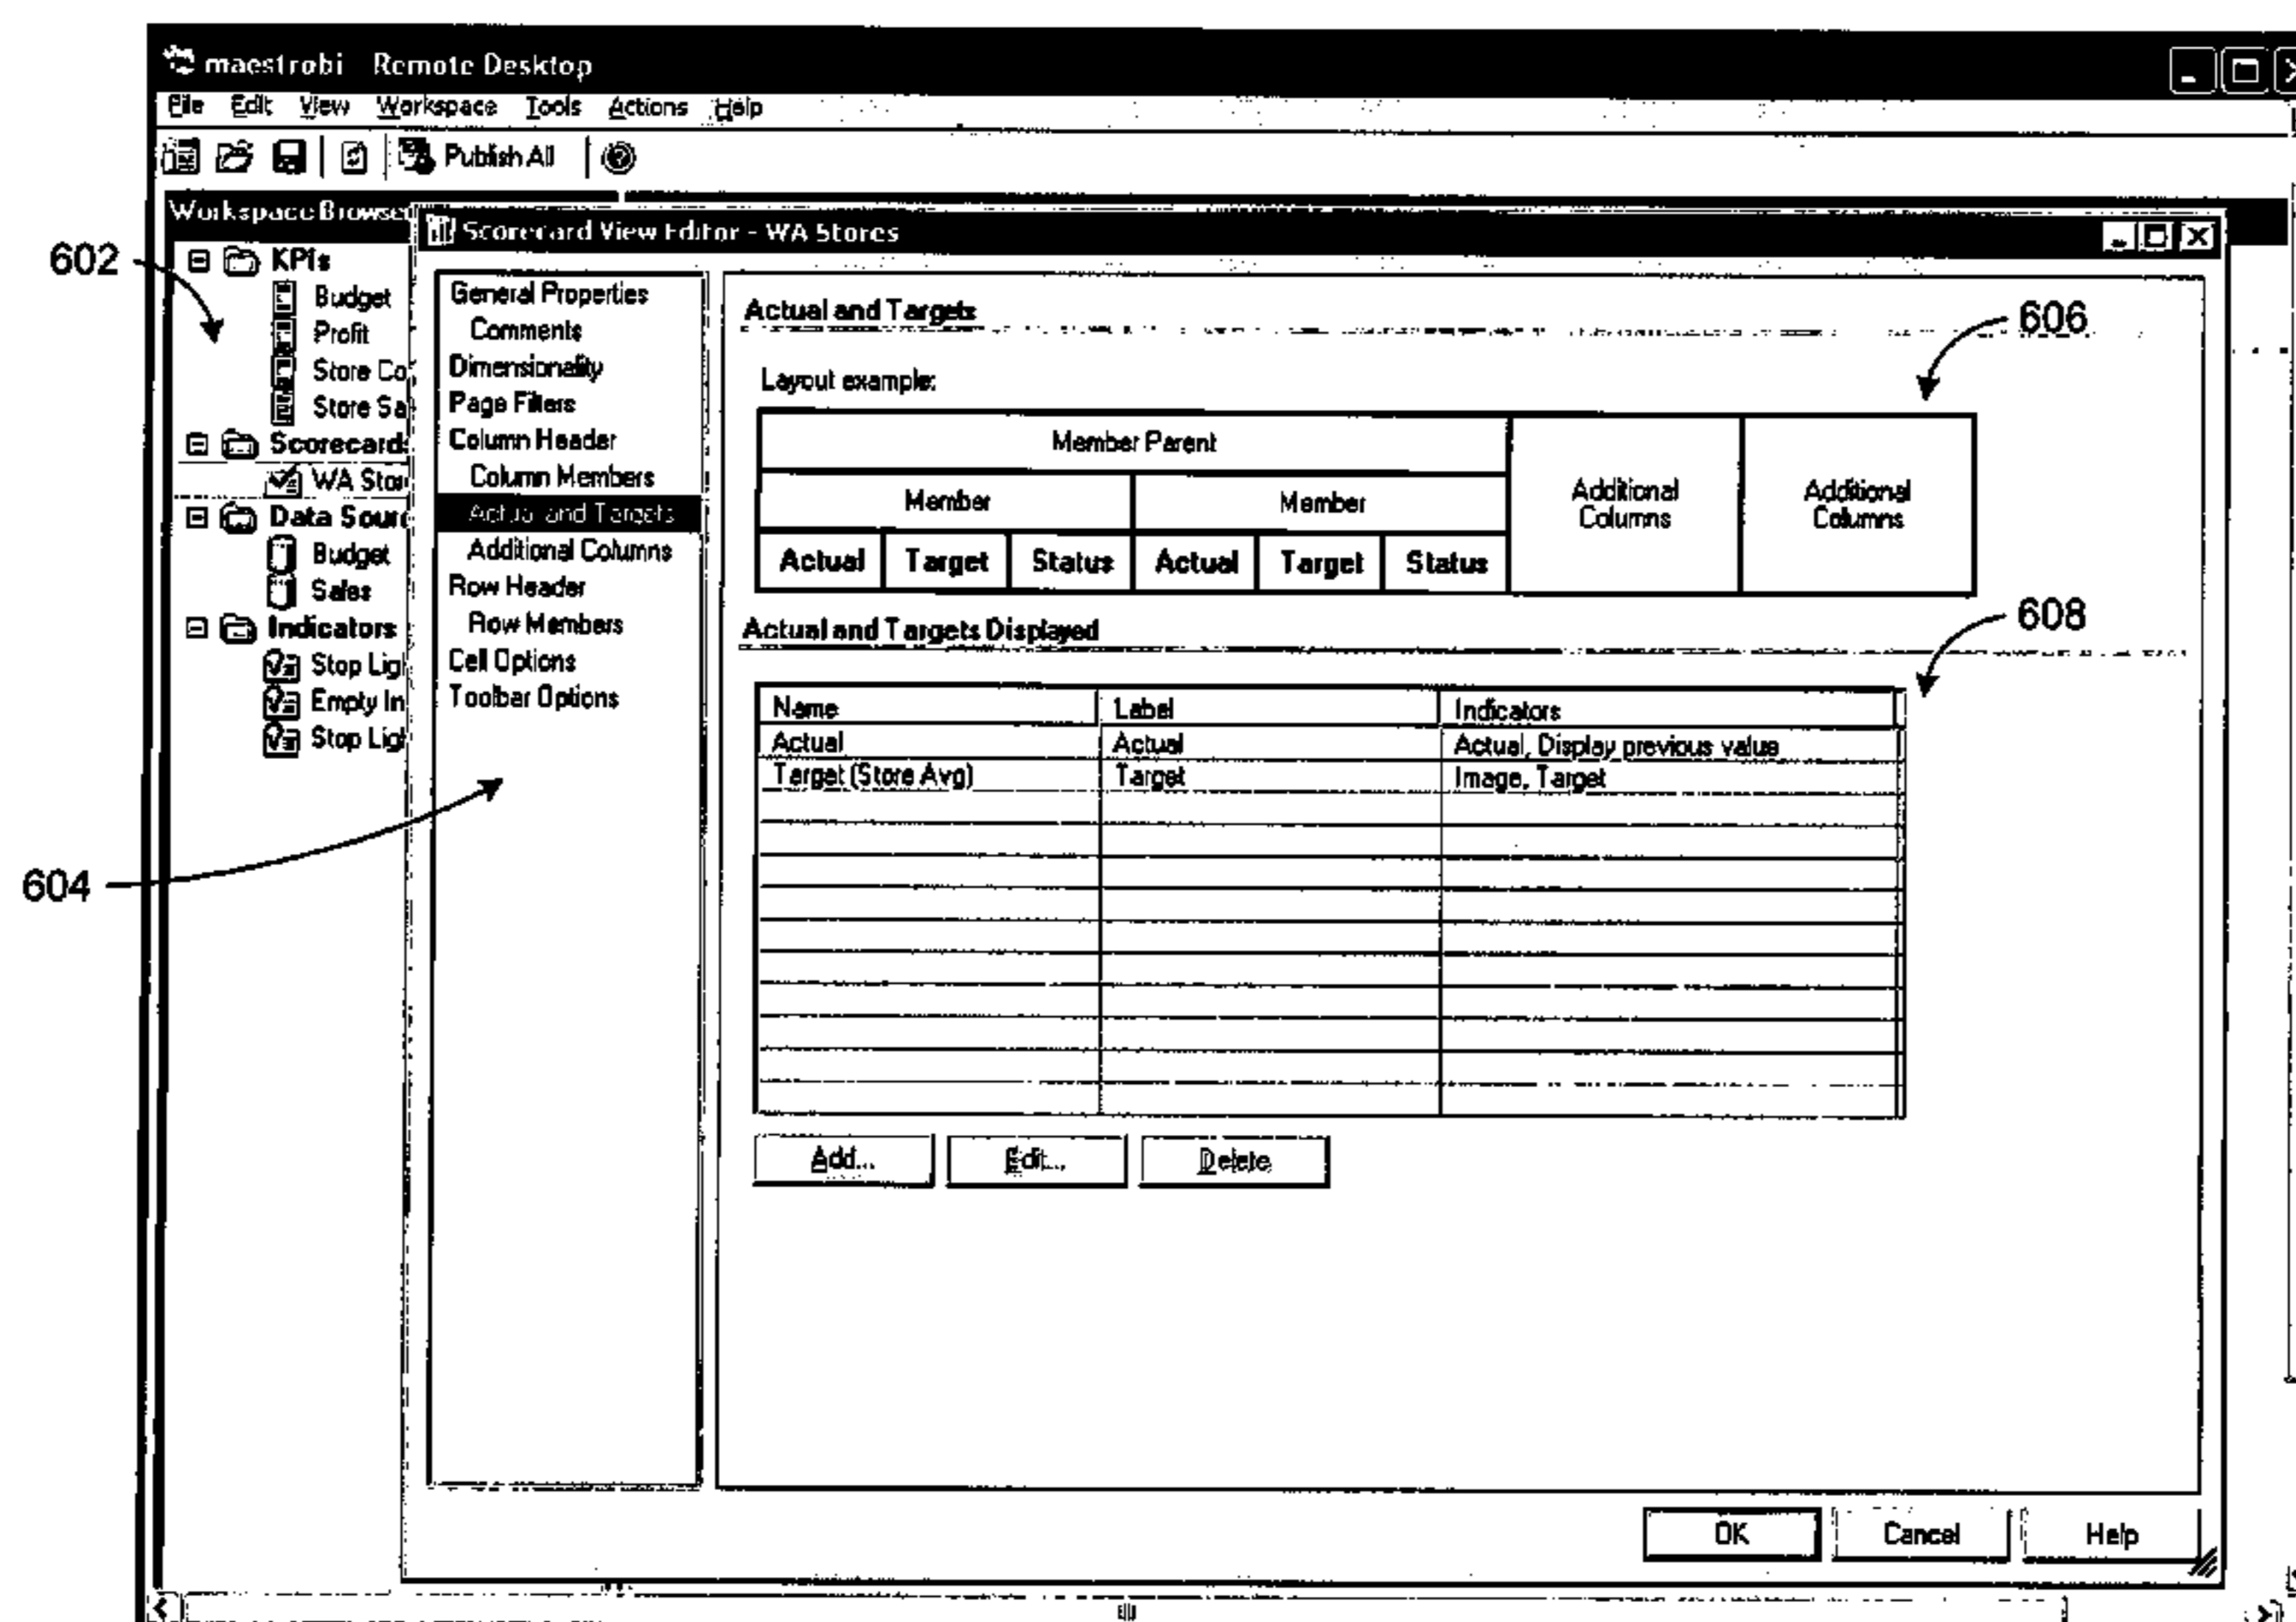 maestrobi Remote Desktop
File Edit View Workspace Tools Actions Help
Publish All
Workspace Browser
602
KPIs
Budget
Profit
Store Co
Store Sa
Scorecards
WA Stor
Data Sour
Budget
Sales
Indicators
Stop Lig
Empty In
Stop Lig
604
Scorecard View Editor - WA Stores
General Properties
Comments
Dimensionality
Page Filters
Column Header
Column Members
Actual and Targets
Additional Columns
Row Header
Row Members
Cell Options
Toolbar Options
Actual and Targets
606
Layout example:
Member Parent
Member Member
Additional Columns Additional Columns
Actual Target Status Actual Target Status
Actual and Targets Displayed
608
Name Label Indicators
Actual Actual Actual, Display previous value
Target (Store Avg) Target Image, Target
Add... Edit... Delete
OK Cancel Help